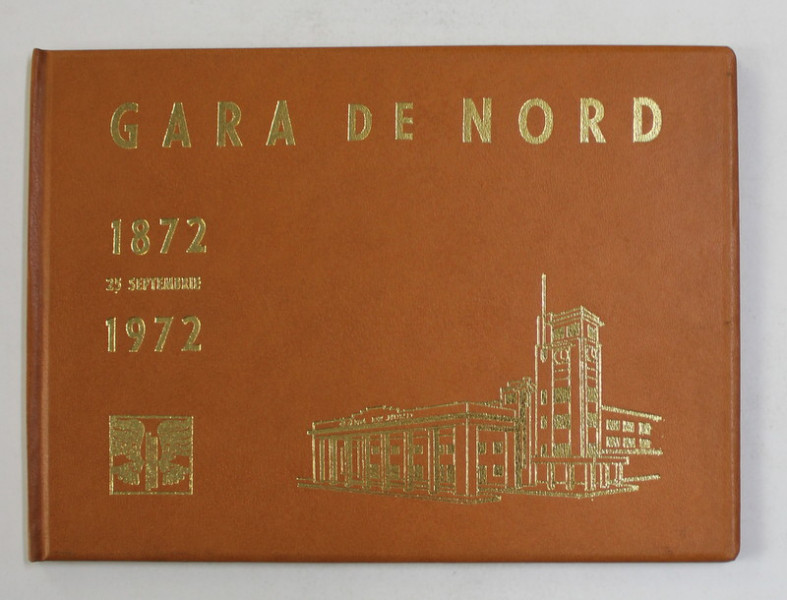 GARA DE NORD
1872
25 SEPTEMBRIE
1972